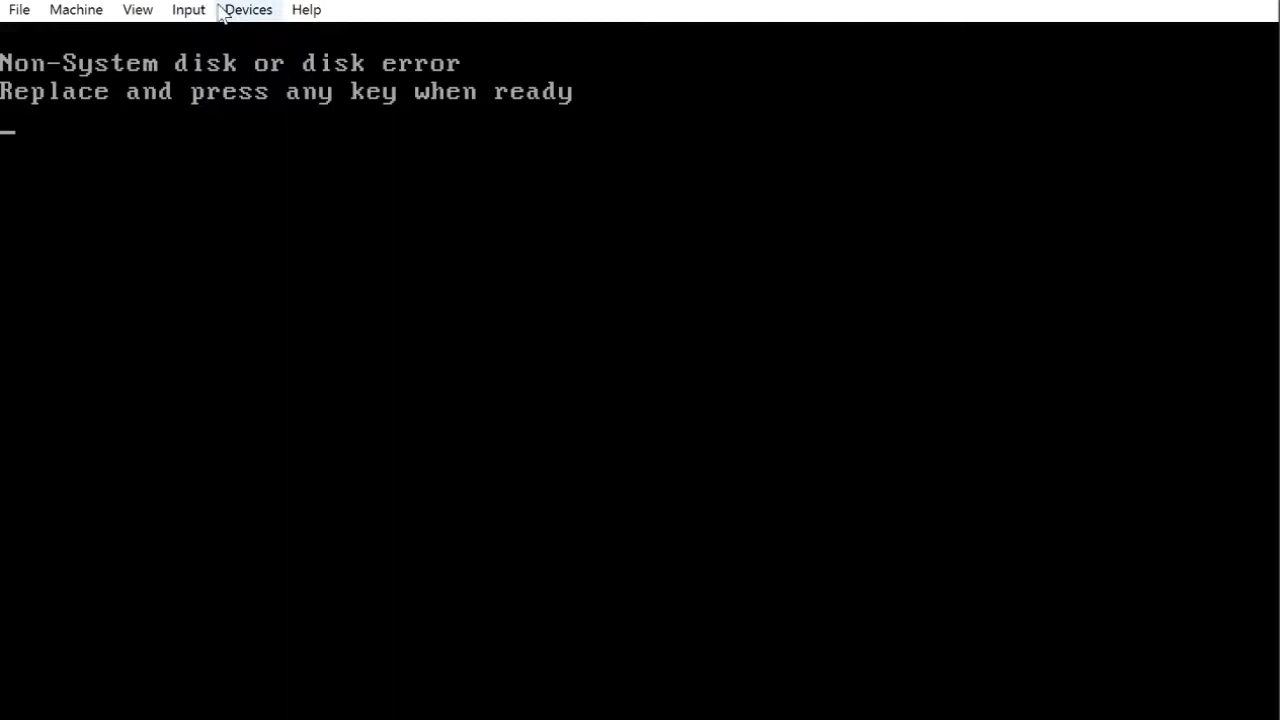 File Machine View Input Devices Help
Non-System disk or disk error
Replace and press any key when ready
_